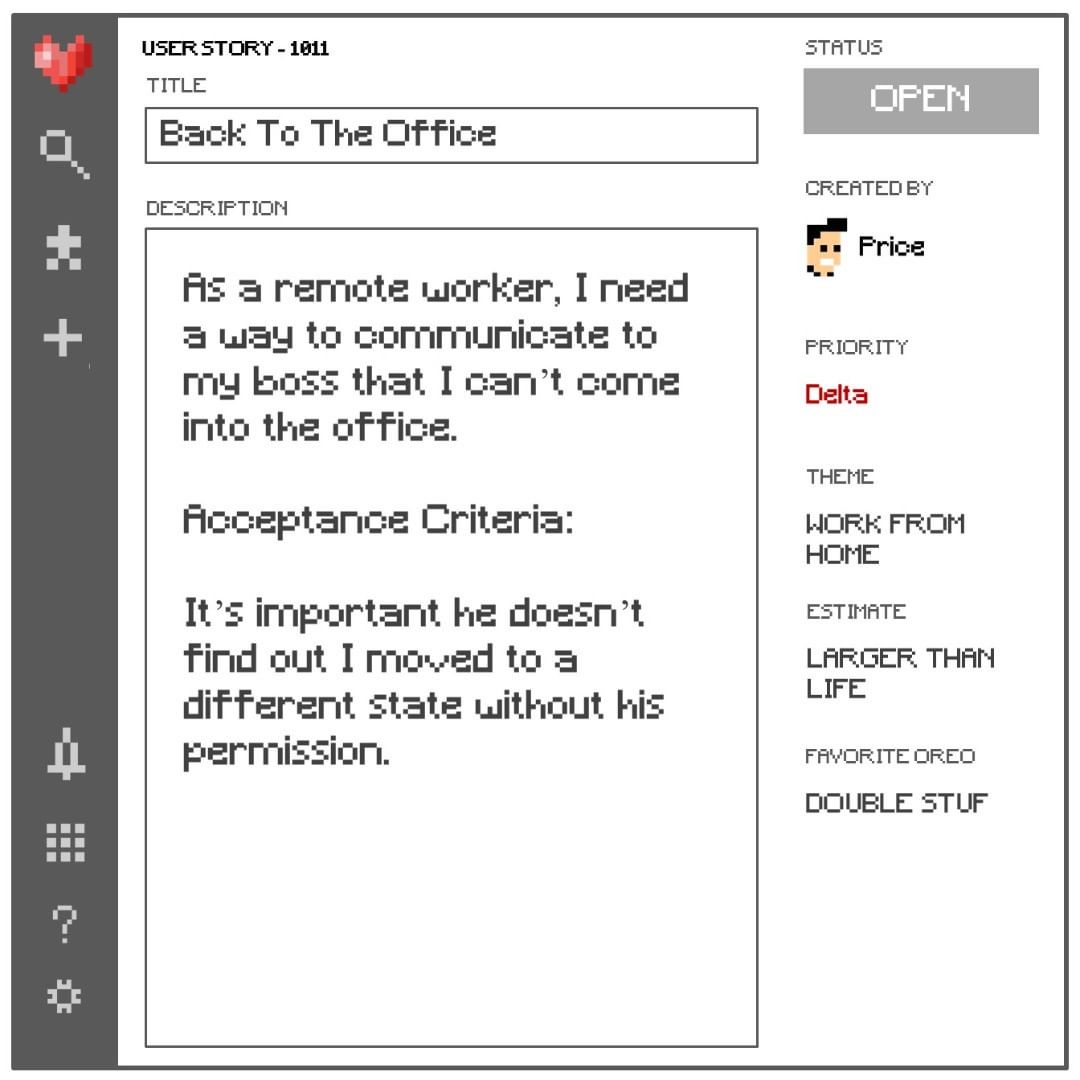 USER STORY - 1011
TITLE
Back To The Office
DESCRIPTION
As a remote worker, I need
a way to communicate to
my boss that I can't come
into the office.
Acceptance Criteria:
It's important he doesn't
find out I moved to a
different state without his
permission.
STATUS
OPEN
CREATED BY
Price
PRIORITY
Delta
THEME
WORK FROM
HOME
ESTIMATE
LARGER THAN
LIFE
FAVORITE OREO
DOUBLE STUF